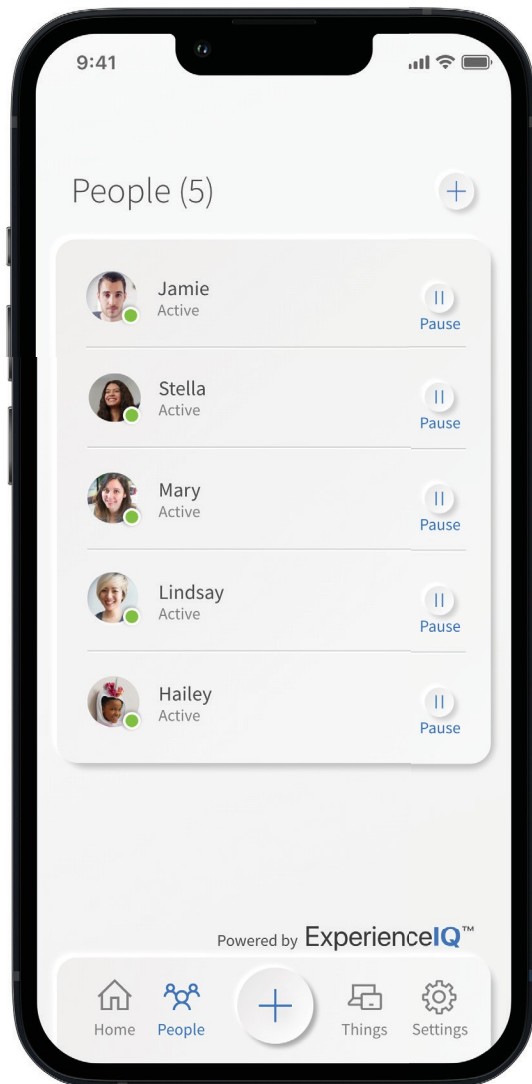 9:41
People (5)
Jamie
Active
Pause
Stella
Active
Pause
Mary
Active
Pause
Lindsay
Active
Pause
Hailey
Active
Pause
Powered by ExperienceIQ™
Home People Things Settings